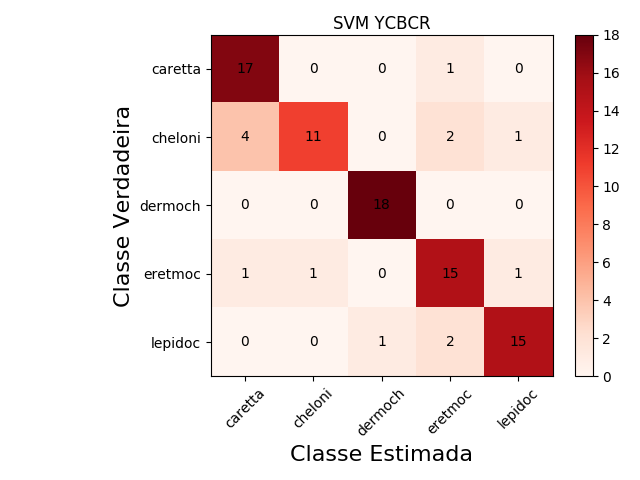 SVM YCBCR
caretta 17 0 0 1 0
cheloni 4 11 0 2 1
dermoch 0 0 18 0 0
eretmoc 1 1 0 15 1
lepidoc 0 0 1 2 15
caretta cheloni dermoch eretmoc lepidoc
Classe Verdadeira
Classe Estimada
18
16
14
12
10
8
6
4
2
0